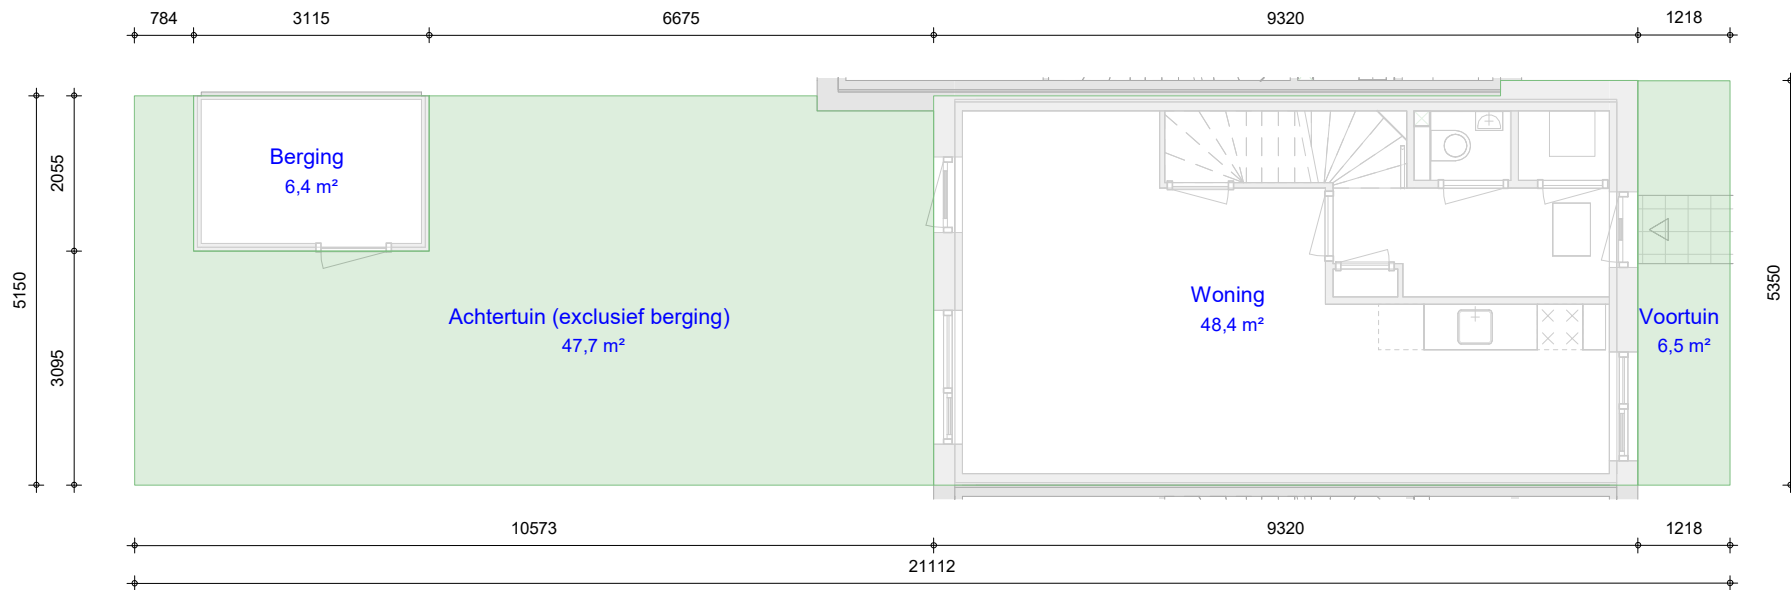 784
3115
6675
9320
1218
Berging
6,4 m²
2055
5150
3095
Achtertuin (exclusief berging)
47,7 m²
Woning
48,4 m²
Voortuin
6,5 m²
5350
10573
9320
1218
21112